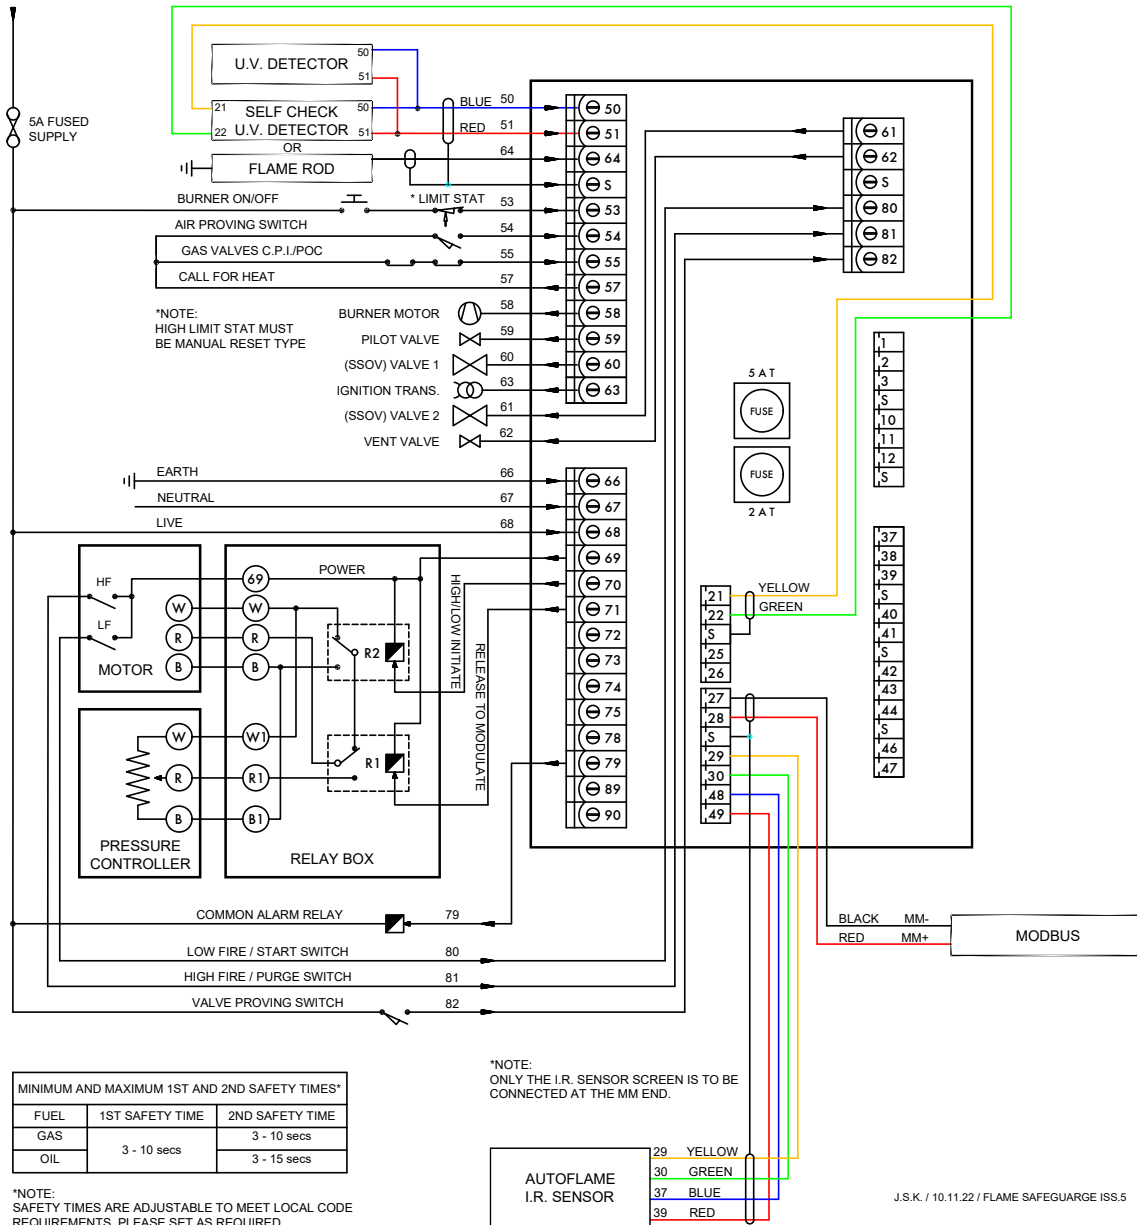 5A FUSED
SUPPLY
U.V. DETECTOR
50
51
21
22
SELF CHECK
U.V. DETECTOR
50
51
OR
FLAME ROD
BLUE 50
RED 51
64
BURNER ON/OFF
* LIMIT STAT
53
AIR PROVING SWITCH
54
GAS VALVES C.P.I./POC
55
CALL FOR HEAT
57
*NOTE:
HIGH LIMIT STAT MUST
BE MANUAL RESET TYPE
BURNER MOTOR
58
PILOT VALVE
59
(SSOV) VALVE 1
60
IGNITION TRANS.
63
(SSOV) VALVE 2
61
VENT VALVE
62
50
51
64
S
53
54
55
57
58
59
60
63
61
62
S
80
81
82
EARTH
66
NEUTRAL
67
LIVE
68
66
67
68
69
70
71
72
73
74
75
78
79
89
90
5 A T
FUSE
FUSE
2 A T
1
2
3
S
10
11
12
S
37
38
39
S
40
41
S
42
43
44
S
46
47
21
22
S
25
26
YELLOW
GREEN
27
28
S
29
30
48
49
HF
LF
MOTOR
W
R
B
69
W
R
B
POWER
R2
HIGH/LOW INITIATE
RELEASE TO MODULATE
W
R
B
PRESSURE
CONTROLLER
W1
R1
B1
R1
RELAY BOX
COMMON ALARM RELAY
79
LOW FIRE / START SWITCH
80
HIGH FIRE / PURGE SWITCH
81
VALVE PROVING SWITCH
82
BLACK MM-
RED MM+
MODBUS
*NOTE:
ONLY THE I.R. SENSOR SCREEN IS TO BE
CONNECTED AT THE MM END.
MINIMUM AND MAXIMUM 1ST AND 2ND SAFETY TIMES*
FUEL 1ST SAFETY TIME 2ND SAFETY TIME
GAS 3 - 10 secs 3 - 10 secs
OIL 3 - 15 secs
*NOTE:
SAFETY TIMES ARE ADJUSTABLE TO MEET LOCAL CODE
REQUIREMENTS. PLEASE SET AS REQUIRED
AUTOFLAME
I.R. SENSOR
29 YELLOW
30 GREEN
37 BLUE
39 RED
J.S.K. / 10.11.22 / FLAME SAFEGUARGE ISS.5